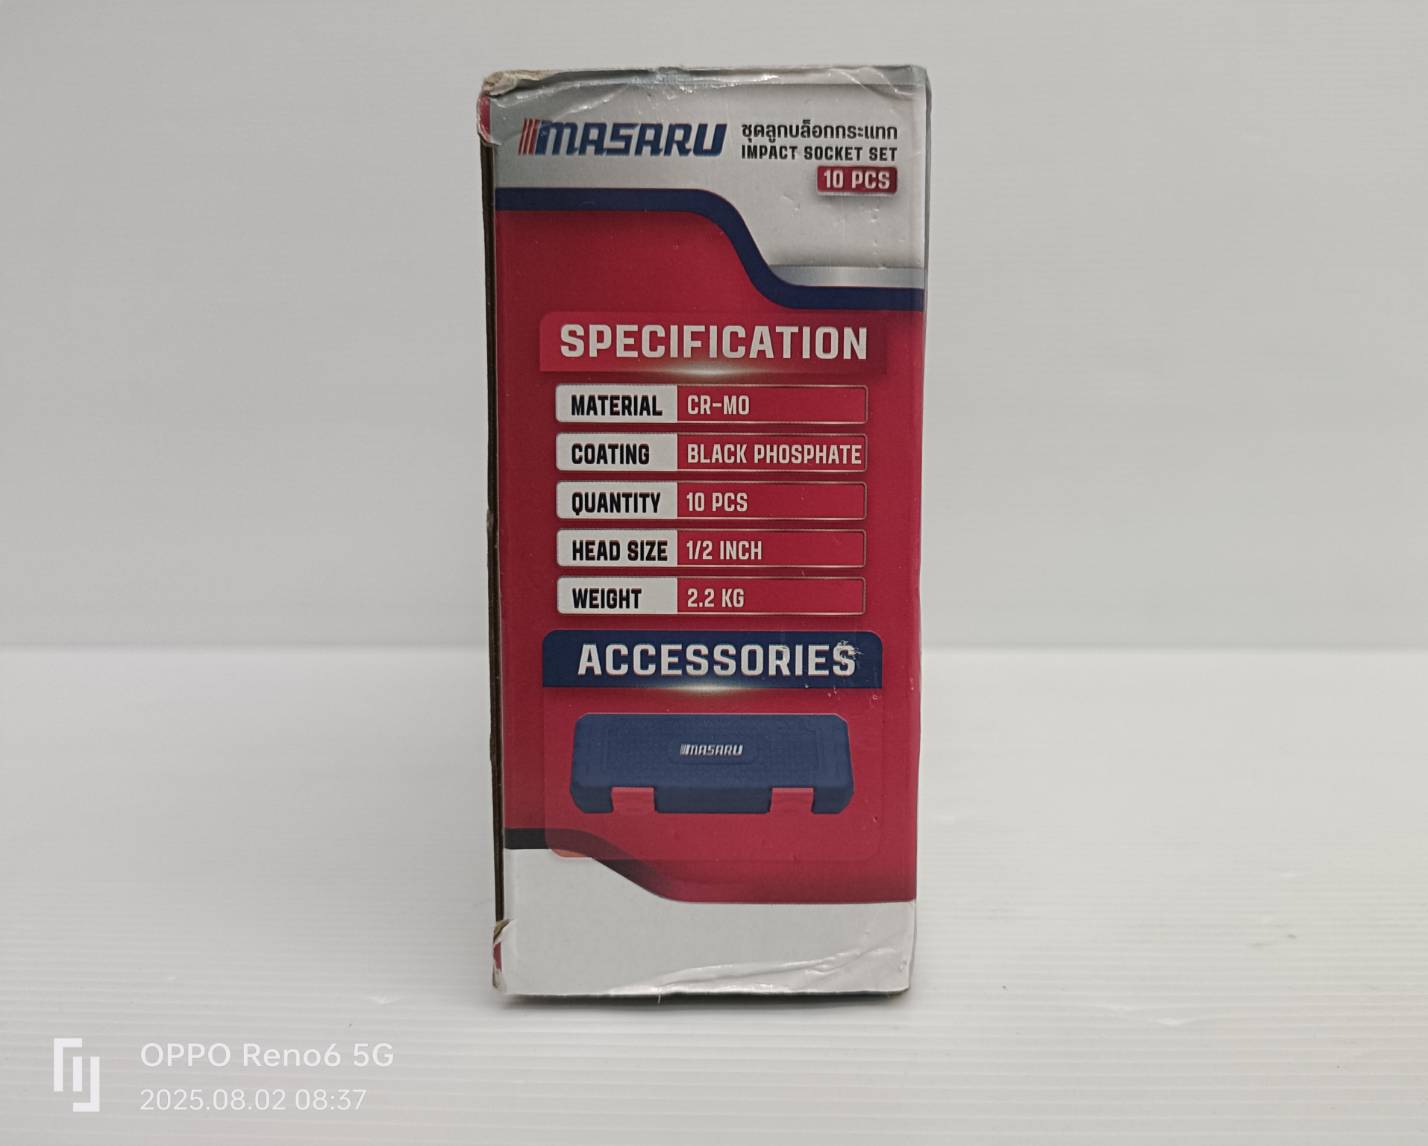 MASARU
ชุดลูกบล็อกกระแทก
IMPACT SOCKET SET
10 PCS
SPECIFICATION
MATERIAL CR-MO
COATING BLACK PHOSPHATE
QUANTITY 10 PCS
HEAD SIZE 1/2 INCH
WEIGHT 2.2 KG
ACCESSORIES
MASARU
OPPO Reno6 5G
2025.08.02 08:37